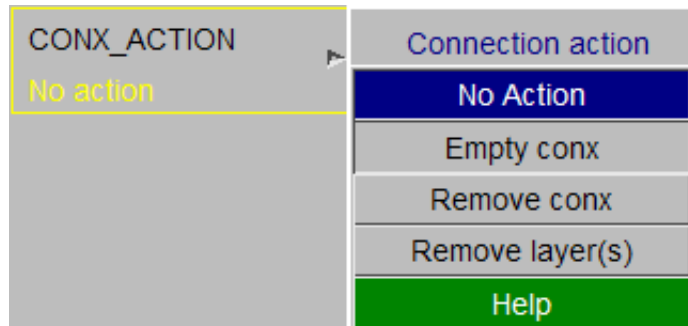 CONX_ACTION
No action
Connection action
No Action
Empty conx
Remove conx
Remove layer(s)
Help